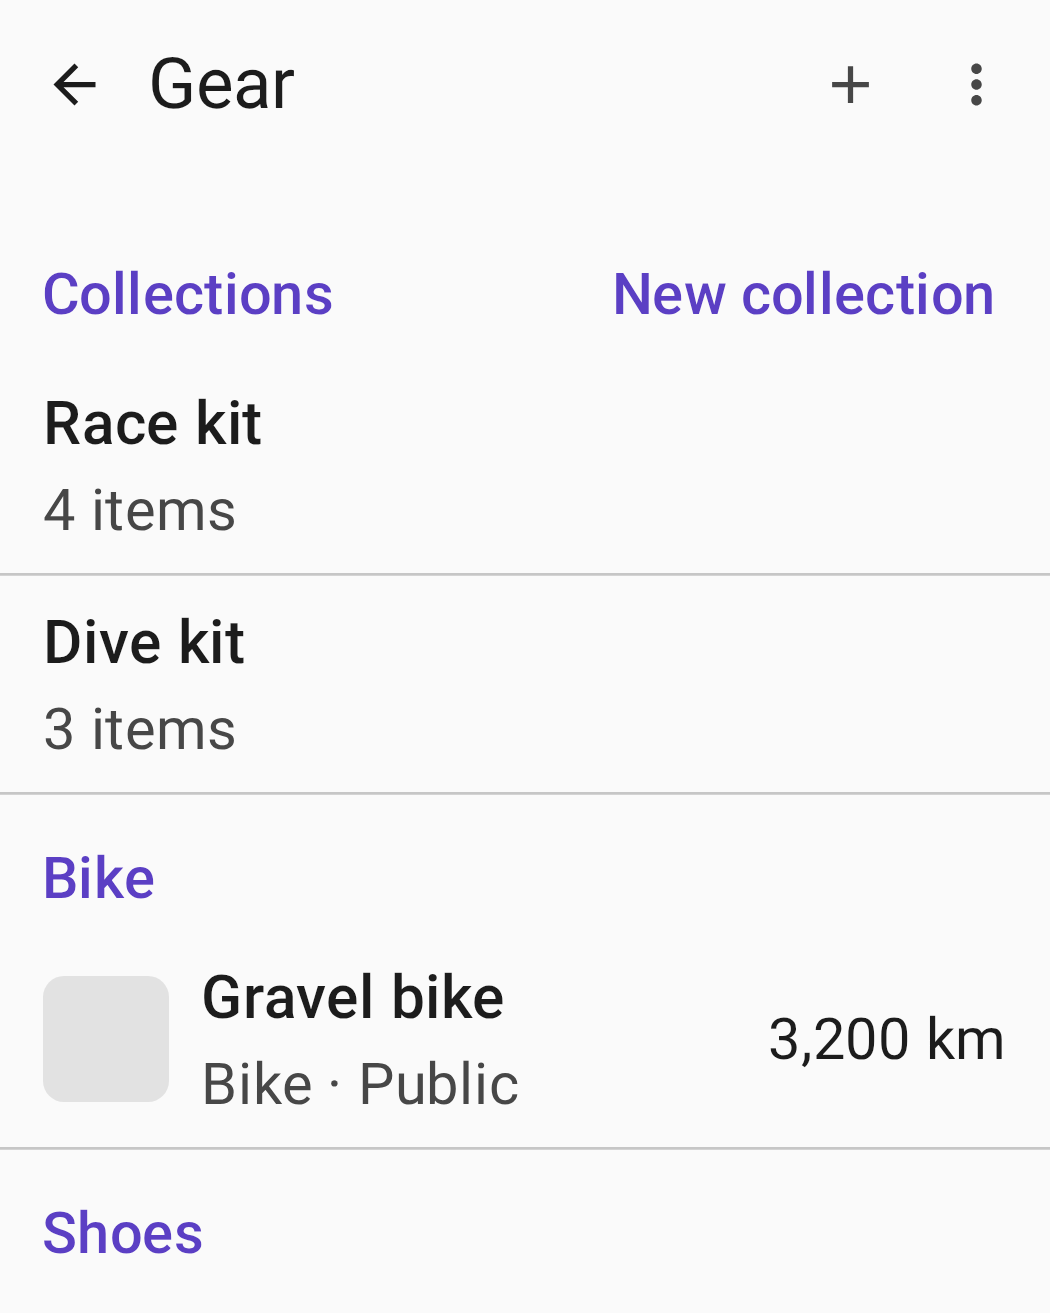 Gear
Collections New collection
Race kit
4 items
Dive kit
3 items
Bike
Gravel bike
Bike · Public
3,200 km
Shoes